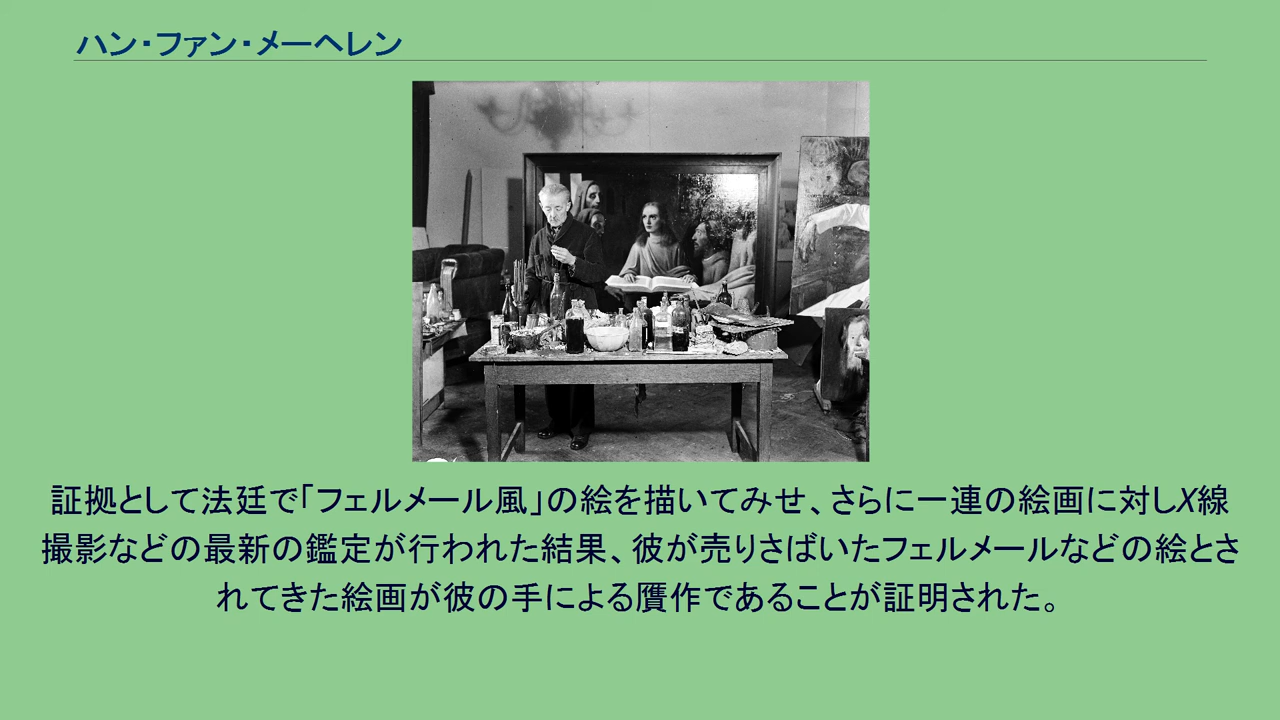 ハン・ファン・メーヘレン
証拠として法廷で「フェルメール風」の絵を描いてみせ、さらに一連の絵画に対しX線
撮影などの最新の鑑定が行われた結果、彼が売りさばいたフェルメールなどの絵とさ
れてきた絵画が彼の手による贋作であることが証明された。